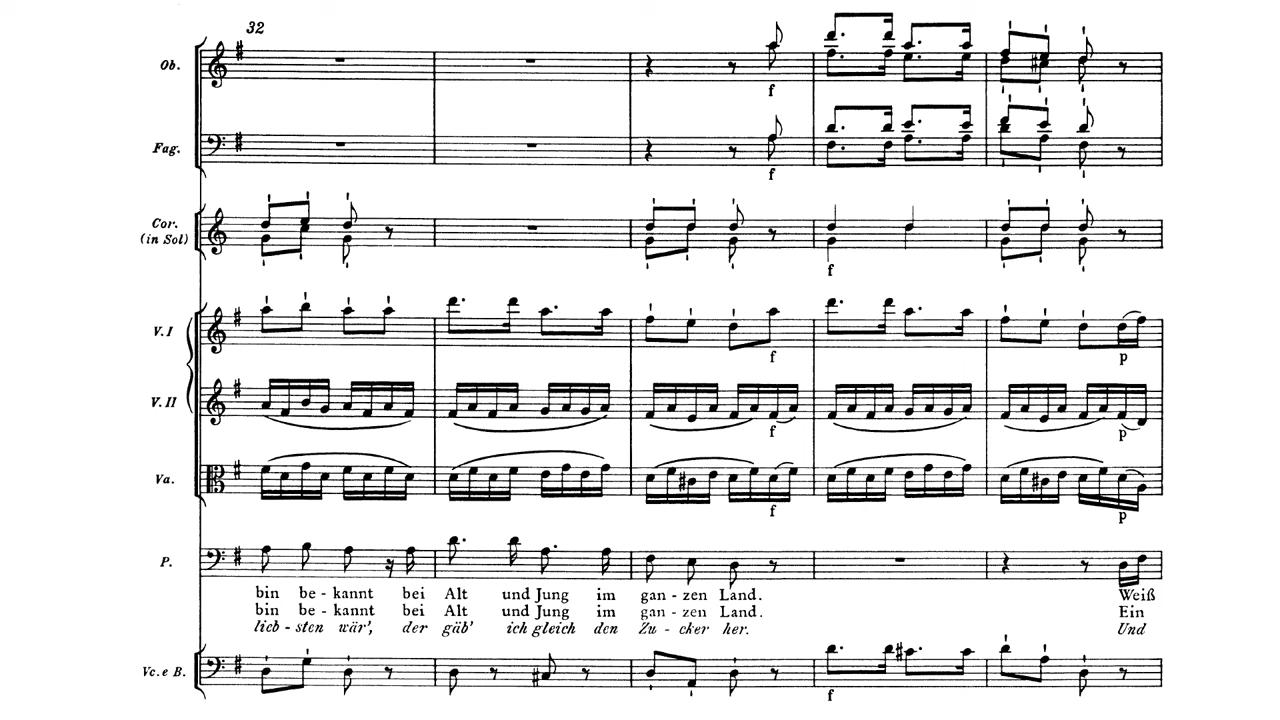 32
Ob.
f
Fag.
f
Cor.
(in Sol)
f
V. I
f
p
V. II
f
p
Va.
f
p
P.
bin be - kannt bei Alt und Jung im gan - zen Land. Weiß
bin be - kannt bei Alt und Jung im gan - zen Land. Ein
lieb - sten wär', der gäb' ich gleich den Zu - cker her. Und
Vc. e B.
f